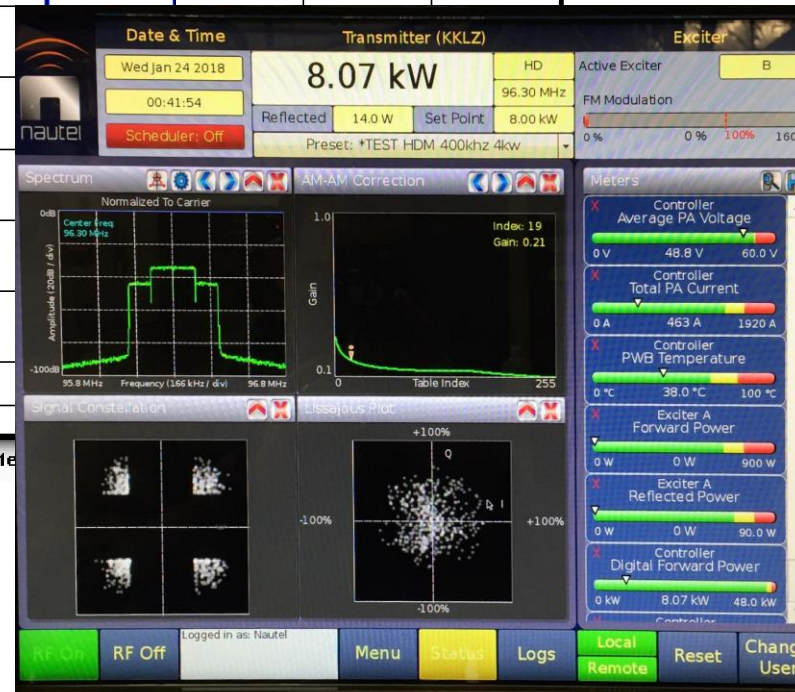 Date & Time
Transmitter (KKLZ)
Exciter
Wed Jan 24 2018
8.07 kW
HD
Active Exciter
B
00:41:54
96.30 MHz
FM Modulation
nautel
Reflected
14.0 W
Set Point
8.00 kW
Scheduler: Off
Preset: *TEST HDM 400khz 4kw
0 %
0 %
100%
160
Spectrum
AM-AM Correction
Meters
Normalized To Carrier
0dB
Center Freq:
96.30 MHz
Amplitude (20dB / div)
-100dB
95.8 MHz
Frequency (166 kHz / div)
96.8 MHz
1.0
Index: 19
Gain: 0.21
Gain
0.1
0
Table Index
255
X
Controller
Average PA Voltage
0 V
48.8 V
60.0 V
X
Controller
Total PA Current
0 A
463 A
1920 A
X
Controller
PWB Temperature
0 °C
38.0 °C
100 °C
Signal Constellation
Lissajous Plot
+100%
Q
I
-100%
+100%
-100%
X
Exciter A
Forward Power
0 W
0 W
900 W
X
Exciter A
Reflected Power
0 W
0 W
90.0 W
X
Controller
Digital Forward Power
0 kW
8.07 kW
48.0 kW
Controller
RF On
RF Off
Logged in as: Nautel
Menu
Status
Logs
Local
Remote
Reset
Chang
User